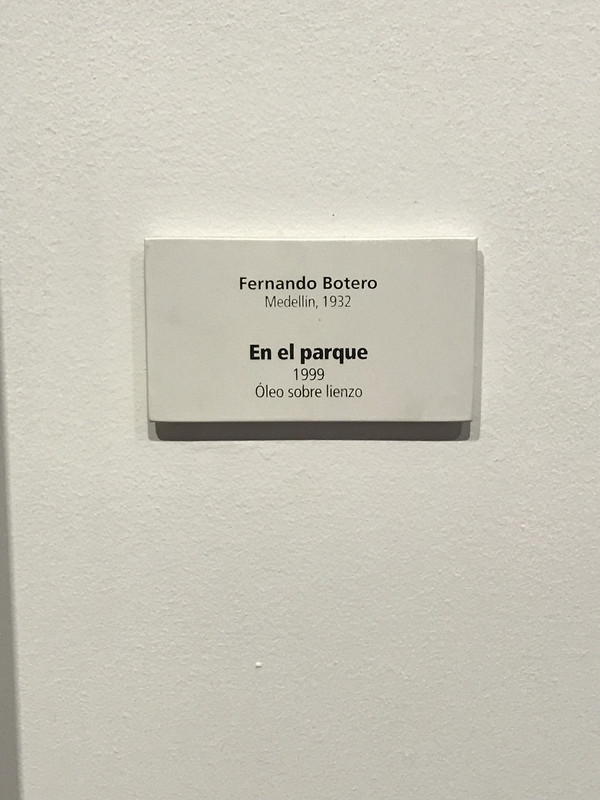 Fernando Botero
Medellín, 1932
En el parque
1999
Óleo sobre lienzo